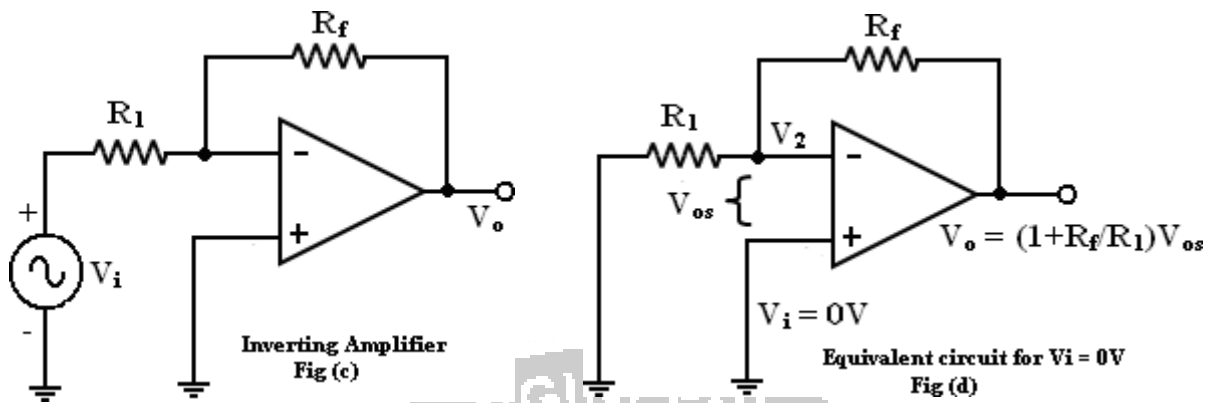 Rf
R1
-
+
Vo
+
Vi
-
Inverting Amplifier
Fig (c)
Rf
R1
V2
-
Vos {
+
Vo = (1+Rf/R1)Vos
Vi = 0V
Equivalent circuit for Vi = 0V
Fig (d)